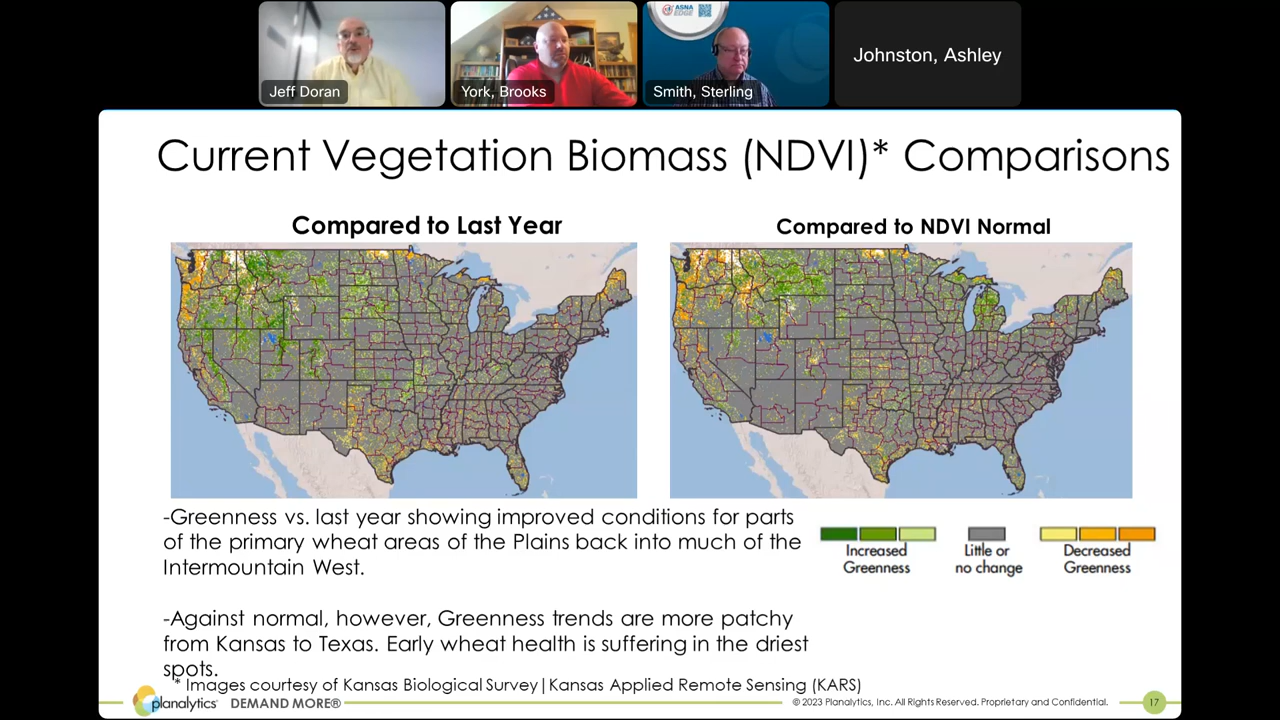 ASNA
EDGE
Jeff Doran
York, Brooks
Smith, Sterling
Johnston, Ashley
Current Vegetation Biomass (NDVI)* Comparisons
Compared to Last Year
Compared to NDVI Normal
-Greenness vs. last year showing improved conditions for parts
of the primary wheat areas of the Plains back into much of the
Intermountain West.
Increased
Greenness
Little or
no change
Decreased
Greenness
-Against normal, however, Greenness trends are more patchy
from Kansas to Texas. Early wheat health is suffering in the driest
spots.
* Images courtesy of Kansas Biological Survey|Kansas Applied Remote Sensing (KARS)
planalytics® DEMAND MORE®
© 2023 Planalytics, Inc. All Rights Reserved. Proprietary and Confidential.
17